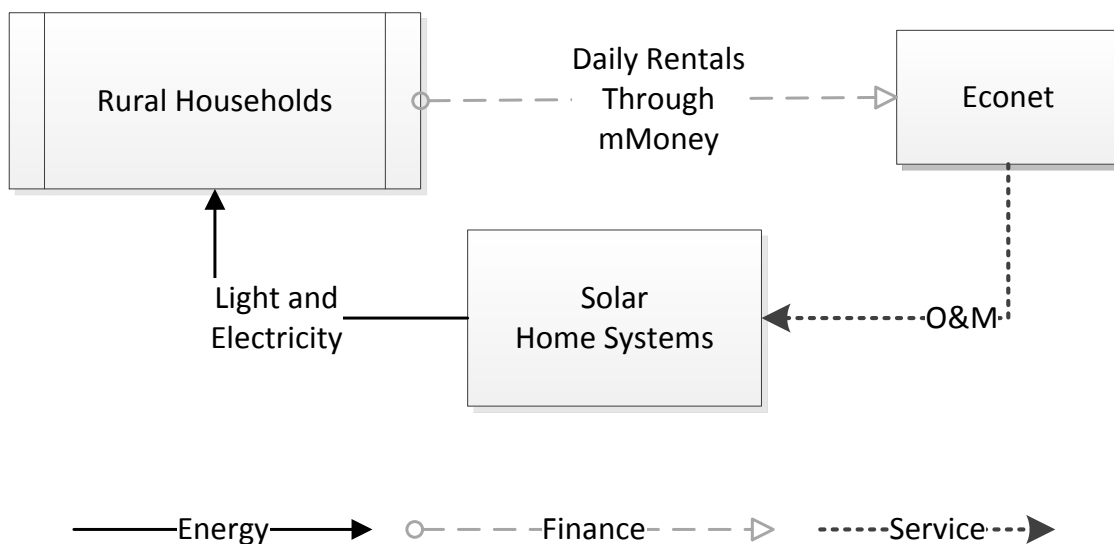 Rural Households
Daily Rentals
Through
mMoney
Econet
Light and
Electricity
Solar
Home Systems
O&M
Energy
Finance
Service